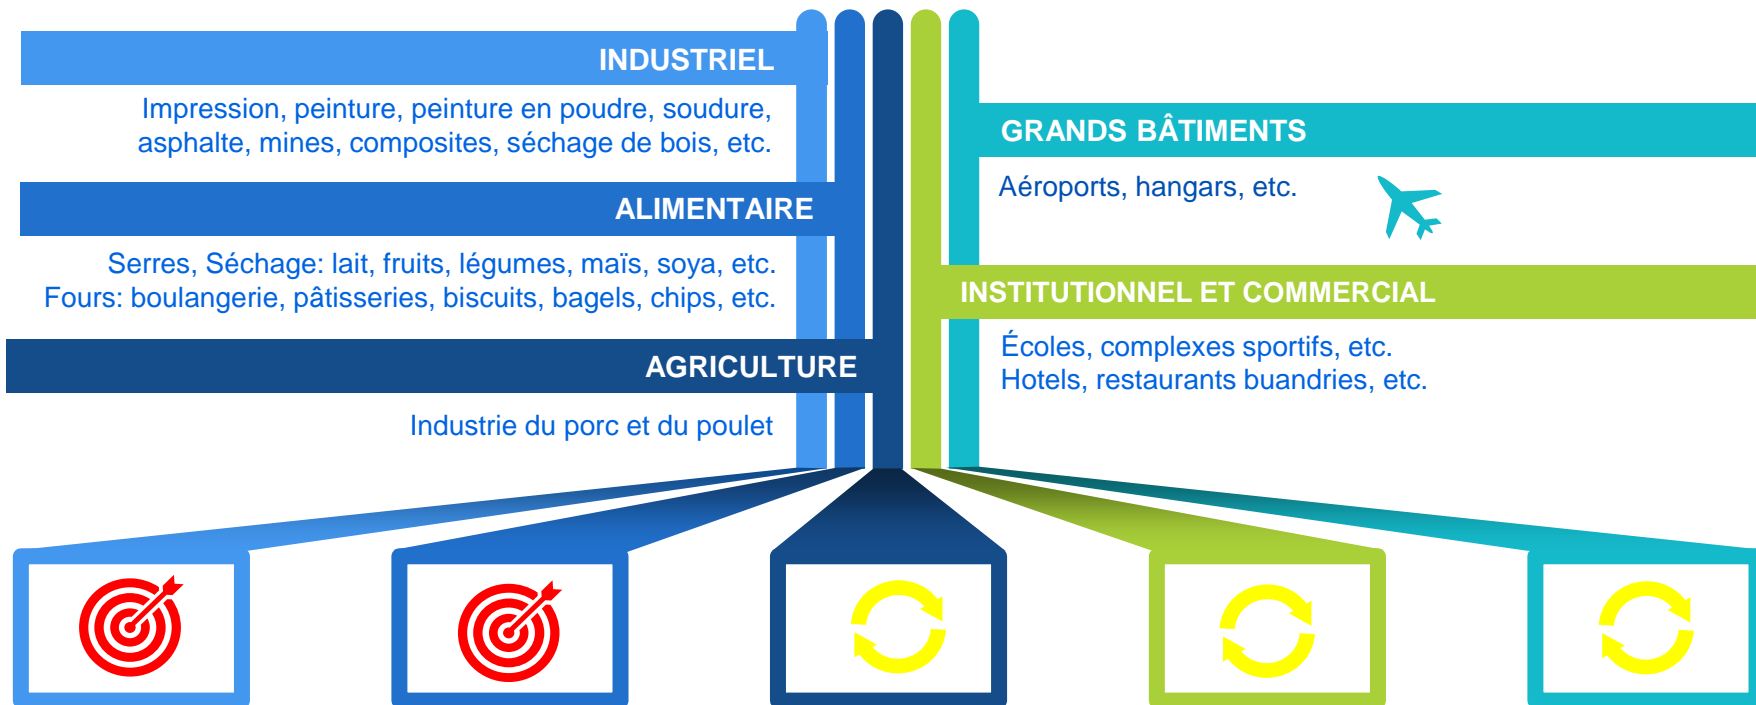 INDUSTRIEL
Impression, peinture, peinture en poudre, soudure,
asphalte, mines, composites, séchage de bois, etc.
ALIMENTAIRE
Serres, Séchage: lait, fruits, légumes, maïs, soya, etc.
Fours: boulangerie, pâtisseries, biscuits, bagels, chips, etc.
AGRICULTURE
Industrie du porc et du poulet
GRANDS BÂTIMENTS
Aéroports, hangars, etc.
INSTITUTIONNEL ET COMMERCIAL
Écoles, complexes sportifs, etc.
Hotels, restaurants buandries, etc.